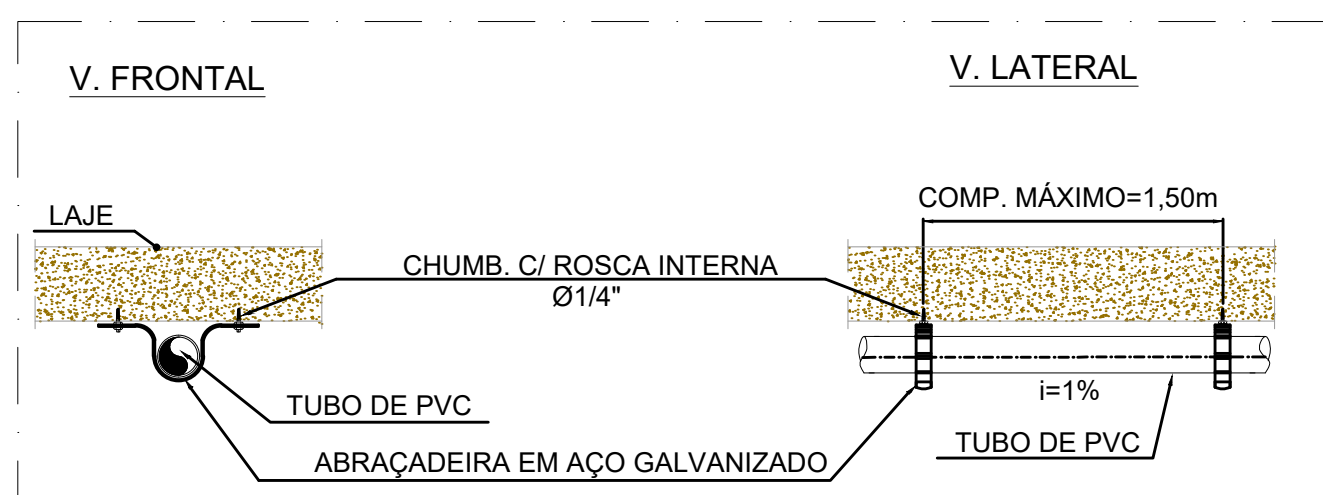 V. FRONTAL
V. LATERAL
COMP. MÁXIMO=1,50m
LAJE
CHUMB. C/ ROSCA INTERNA
Ø1/4"
i=1%
TUBO DE PVC
TUBO DE PVC
ABRAÇADEIRA EM AÇO GALVANIZADO